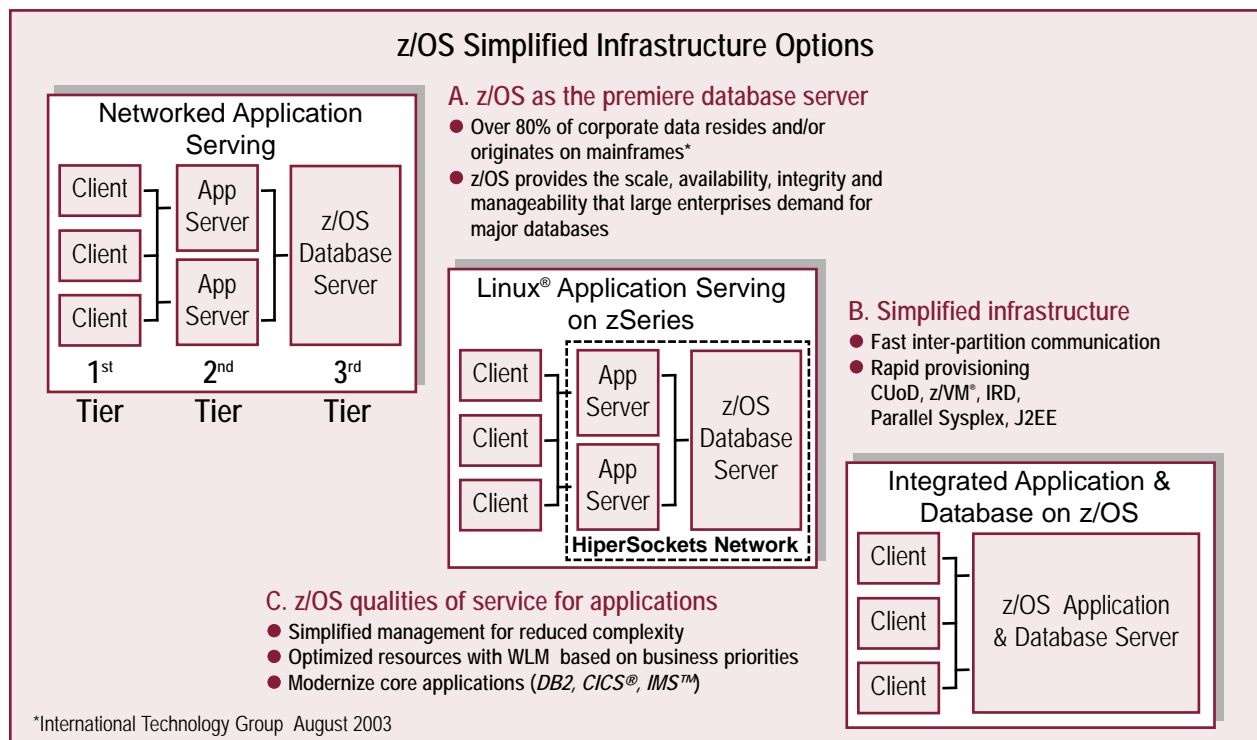 z/OS Simplified Infrastructure Options
Networked Application
Serving
Client
Client
Client
App
Server
App
Server
z/OS
Database
Server
1st
Tier
2nd
Tier
3rd
Tier
A. z/OS as the premiere database server
● Over 80% of corporate data resides and/or
originates on mainframes*
● z/OS provides the scale, availability, integrity and
manageability that large enterprises demand for
major databases
Linux® Application Serving
on zSeries
Client
Client
Client
App
Server
App
Server
z/OS
Database
Server
HiperSockets Network
B. Simplified infrastructure
● Fast inter-partition communication
● Rapid provisioning
CUoD, z/VM®, IRD,
Parallel Sysplex, J2EE
Integrated Application &
Database on z/OS
Client
Client
Client
z/OS Application
& Database Server
C. z/OS qualities of service for applications
● Simplified management for reduced complexity
● Optimized resources with WLM based on business priorities
● Modernize core applications (DB2, CICS®, IMS™)
*International Technology Group August 2003